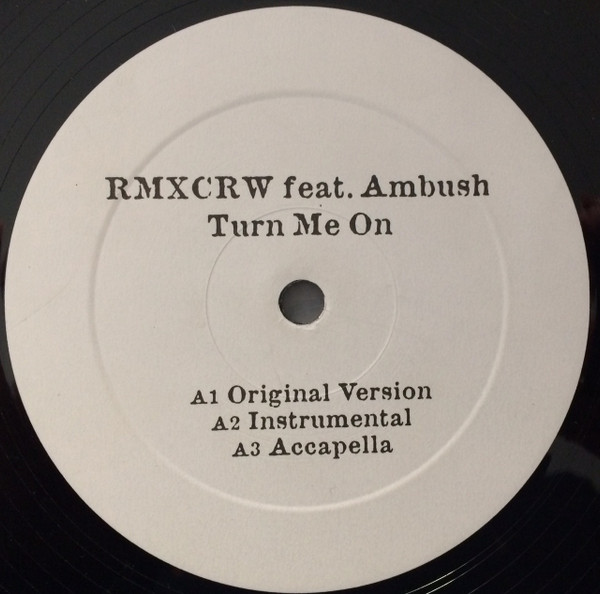 RMXCRW feat. Ambush
Turn Me On
A1 Original Version
A2 Instrumental
A3 Accapella